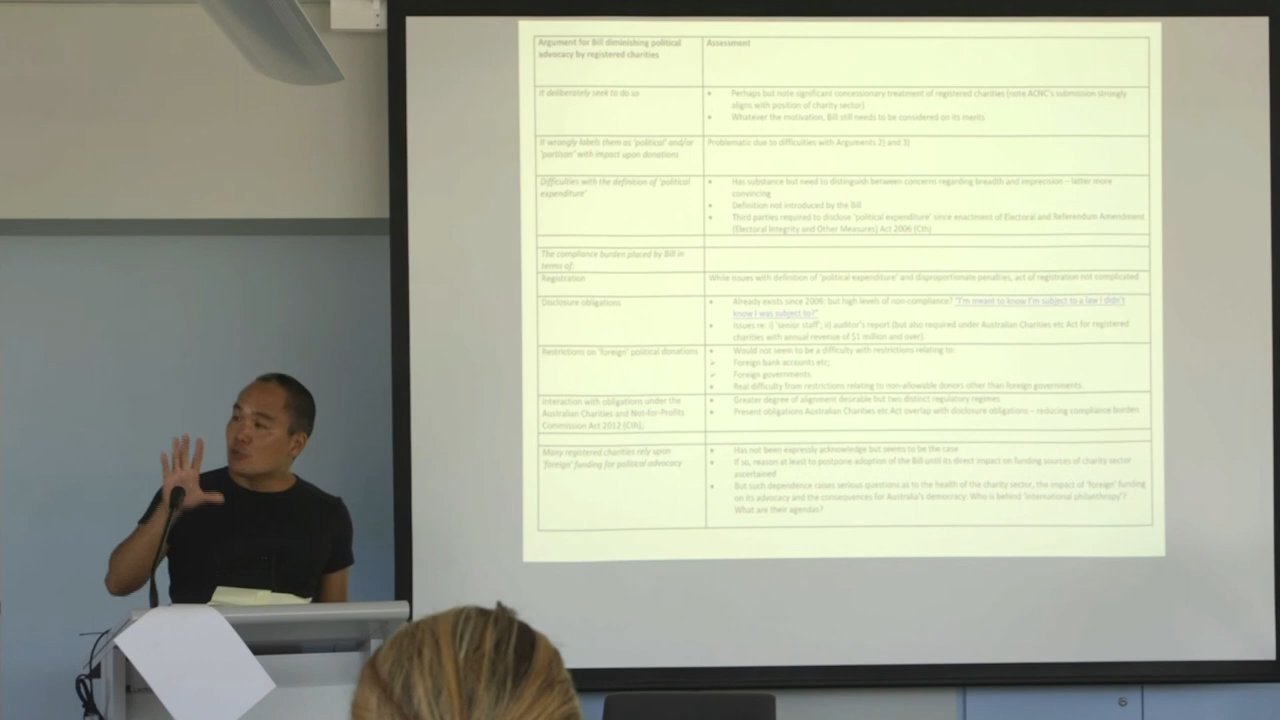 Argument for Bill diminishing political
advocacy by registered charities
Assessment
It deliberately seek to do so
• Perhaps but note significant concessionary treatment of registered charities (note ACNC's submission strongly
aligns with position of charity sector)
• Whatever the motivation, Bill still needs to be considered on its merits
It wrongly labels them as 'political' and/or
'partisan' with impact upon donations
Problematic due to difficulties with Arguments 2) and 3)
Difficulties with the definition of 'political
expenditure'
• Has substance but need to distinguish between concerns regarding breadth and imprecision – latter more
convincing
• Definition not introduced by the Bill
• Third parties required to disclose 'political expenditure' since enactment of Electoral and Referendum Amendment
(Electoral Integrity and Other Measures) Act 2006 (Cth)
The compliance burden placed by Bill in
terms of:
Registration
While issues with definition of 'political expenditure' and disproportionate penalties, act of registration not complicated
Disclosure obligations
• Already exists since 2006: but high levels of non-compliance? "I'm meant to know I'm subject to a law I didn't
know I was subject to?"
• Issues re: i) 'senior staff'; ii) auditor's report (but also required under Australian Charities etc Act for registered
charities with annual revenue of $1 million and over)
Restrictions on 'foreign' political donations
• Would not seem to be a difficulty with restrictions relating to:
➢ Foreign bank accounts etc;
➢ Foreign governments.
• Real difficulty from restrictions relating to non-allowable donors other than foreign governments.
Interaction with obligations under the
Australian Charities and Not-for-Profits
Commission Act 2012 (Cth);
• Greater degree of alignment desirable but two distinct regulatory regimes
• Present obligations Australian Charities etc Act overlap with disclosure obligations – reducing compliance burden
Many registered charities rely upon
'foreign' funding for political advocacy
• Has not been expressly acknowledge but seems to be the case
• If so, reason at least to postpone adoption of the Bill until its direct impact on funding sources of charity sector
ascertained
• But such dependence raises serious questions as to the health of the charity sector, the impact of 'foreign' funding
on its advocacy and the consequences for Australia's democracy: Who is behind 'international philanthropy'?
What are their agendas?